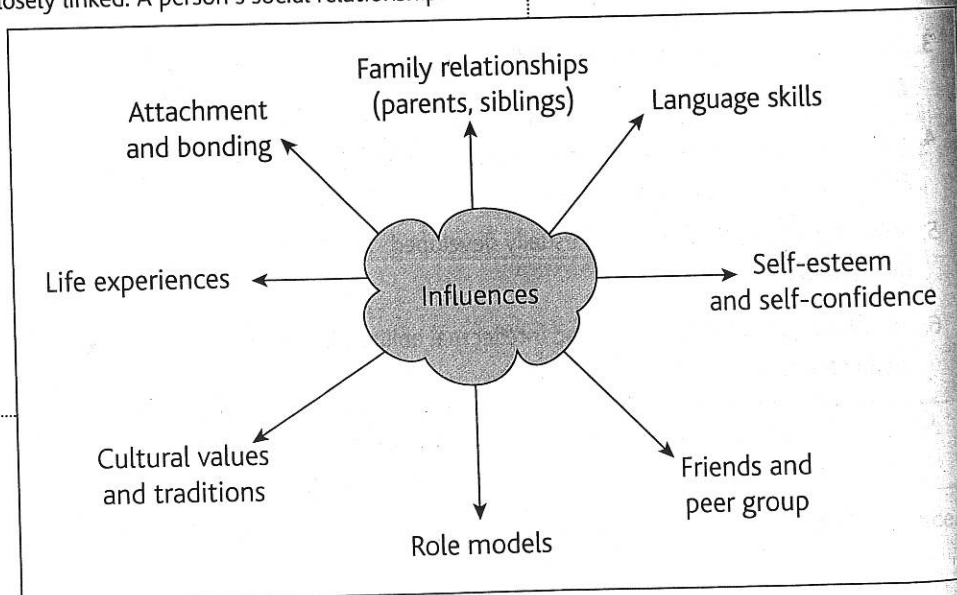 losely linked. A person's social relationship
Family relationships
(parents, siblings)
Language skills
Attachment
and bonding
Life experiences
Influences
Self-esteem
and self-confidence
Cultural values
and traditions
Friends and
peer group
Role models